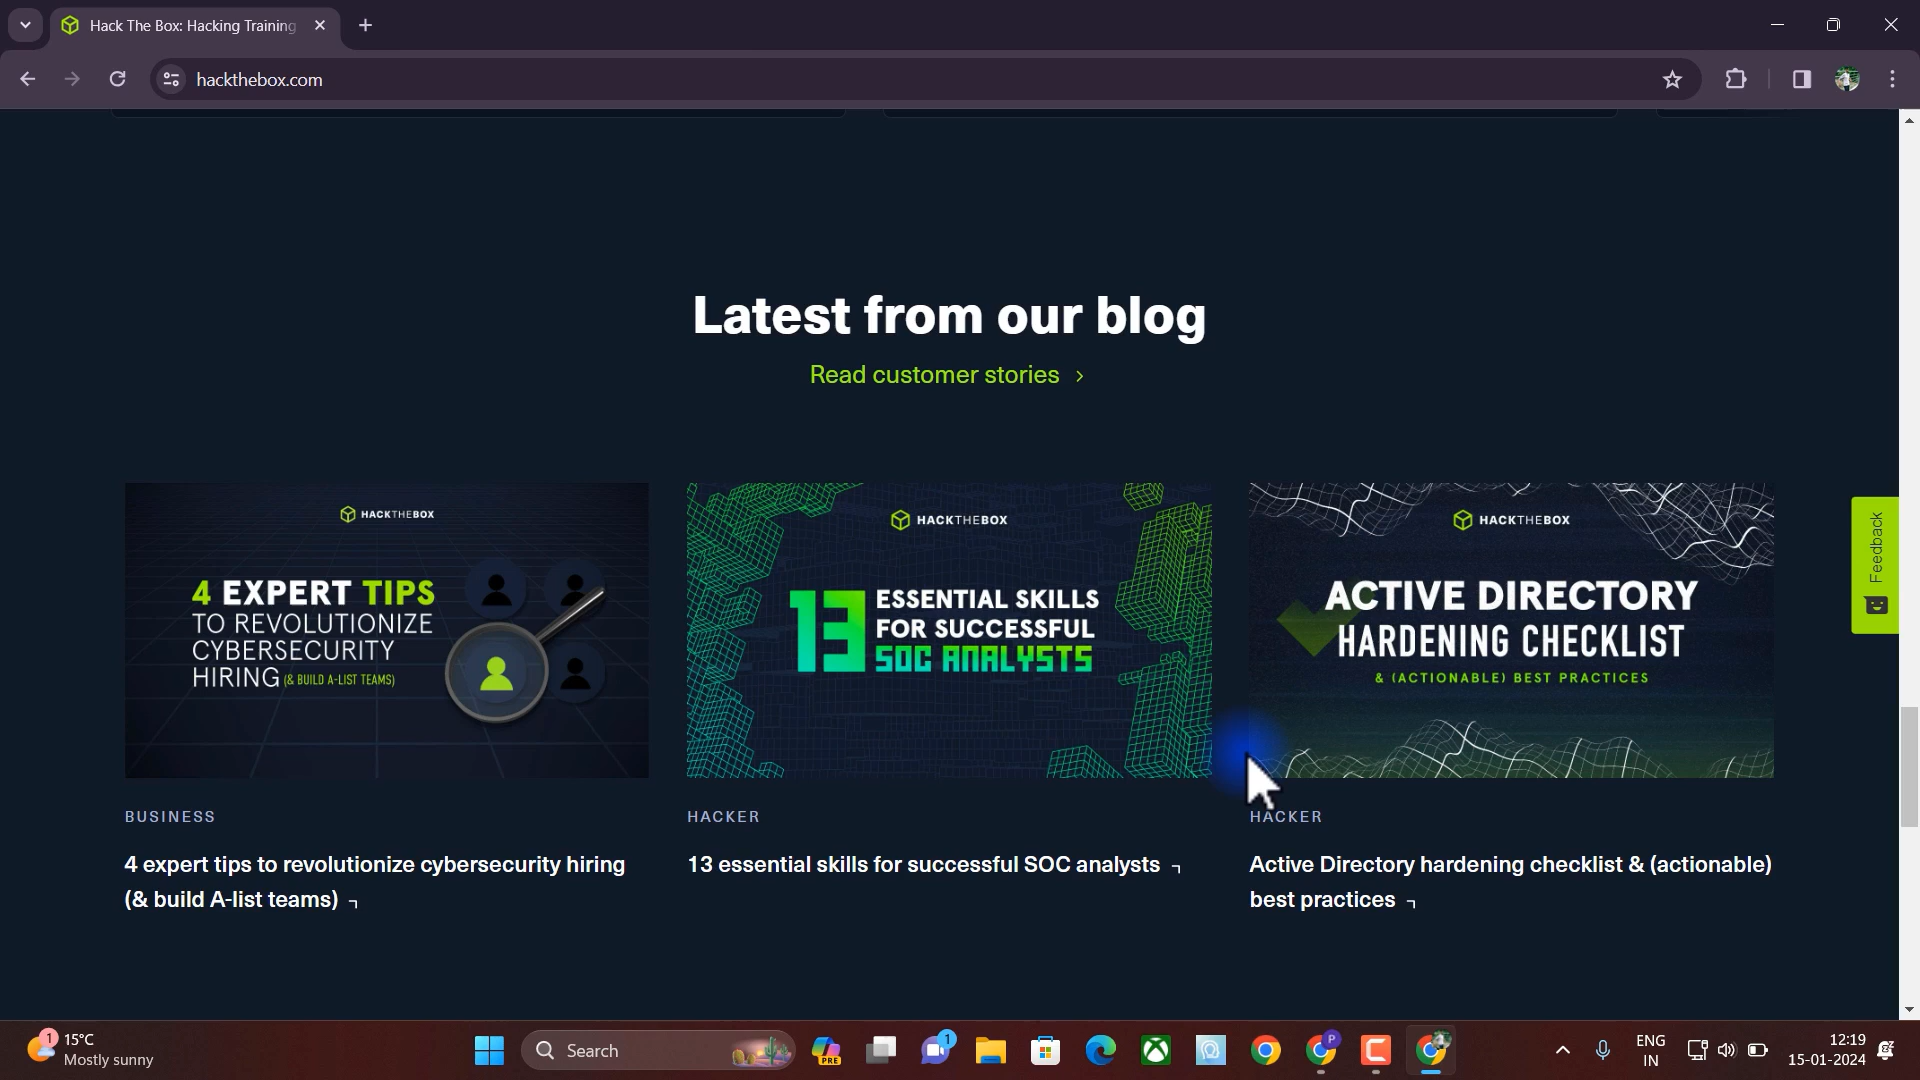 Hack The Box: Hacking Training
hackthebox.com
Latest from our blog
Read customer stories
HACKTHEBOX
4 EXPERT TIPS
TO REVOLUTIONIZE
CYBERSECURITY
HIRING (& BUILD A-LIST TEAMS)
HACKTHEBOX
13 ESSENTIAL SKILLS
FOR SUCCESSFUL
SOC ANALYSTS
HACKTHEBOX
ACTIVE DIRECTORY
HARDENING CHECKLIST
& (ACTIONABLE) BEST PRACTICES
Feedback
BUSINESS
4 expert tips to revolutionize cybersecurity hiring
(& build A-list teams)
HACKER
13 essential skills for successful SOC analysts
HACKER
Active Directory hardening checklist & (actionable)
best practices
1
15°C
Mostly sunny
Search
PRE
1
P
ENG
IN
12:19
15-01-2024